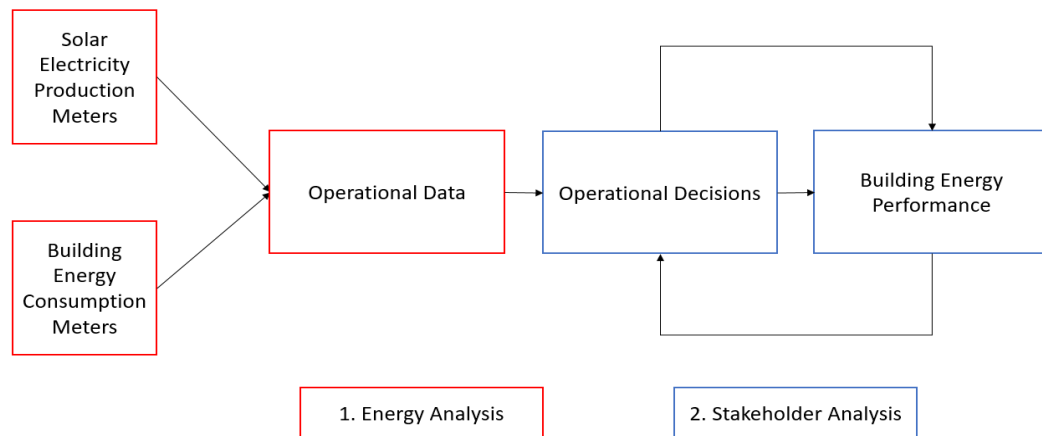 Solar
Electricity
Production
Meters
Building
Energy
Consumption
Meters
Operational Data
Operational Decisions
Building Energy
Performance
1. Energy Analysis
2. Stakeholder Analysis